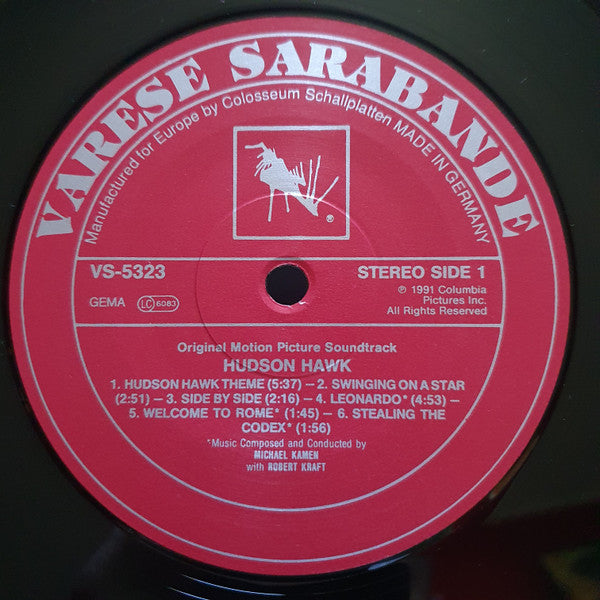 VARESE SARABANDE
Manufactured for Europe by Colosseum Schallplatten MADE IN GERMANY
®
VS-5323
STEREO SIDE 1
GEMA LC 6083
℗ 1991 Columbia
Pictures Inc.
All Rights Reserved
Original Motion Picture Soundtrack
HUDSON HAWK
1. HUDSON HAWK THEME (5:37) – 2. SWINGING ON A STAR
(2:51) – 3. SIDE BY SIDE (2:16) – 4. LEONARDO* (4:53) –
5. WELCOME TO ROME* (1:45) – 6. STEALING THE
CODEX* (1:56)
*Music Composed and Conducted by
MICHAEL KAMEN
with ROBERT KRAFT